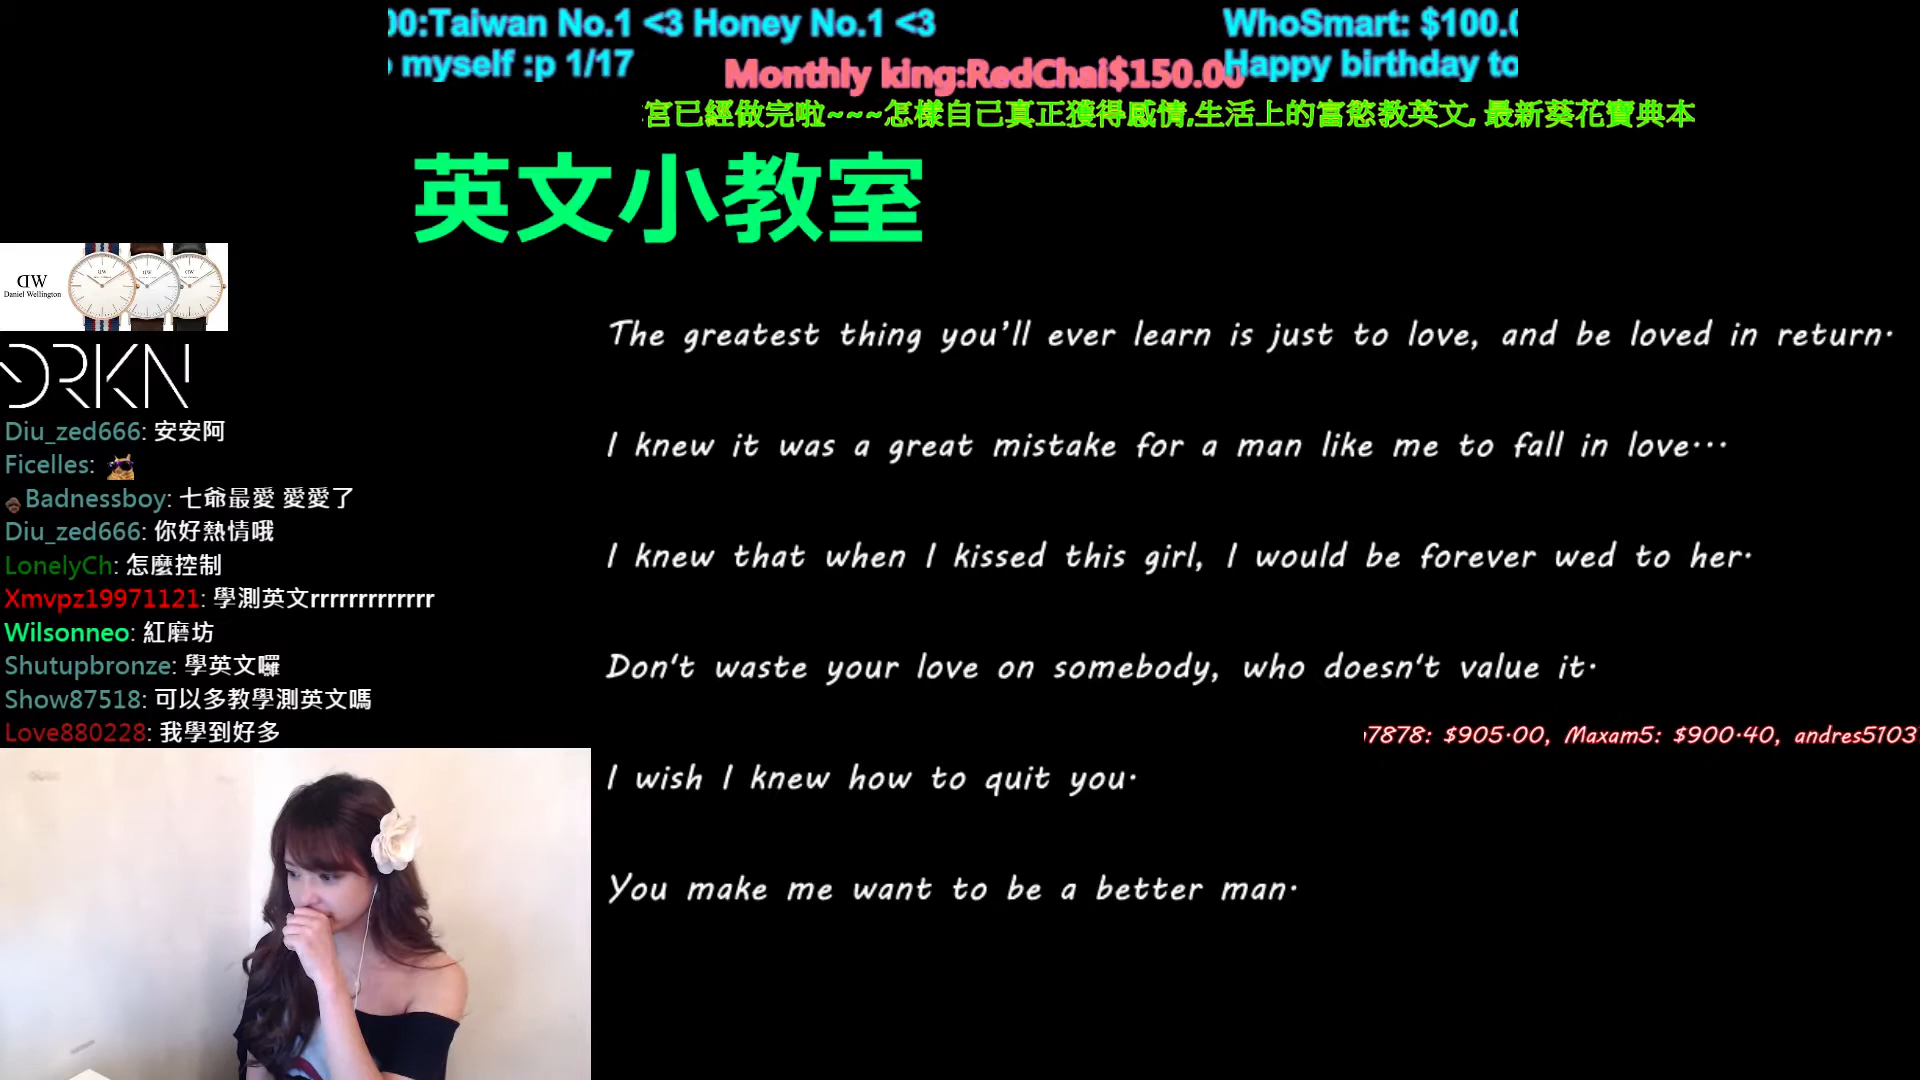 00:Taiwan No.1 <3 Honey No.1 <3
WhoSmart: $100.0
myself :p 1/17
Happy birthday to
Monthly king:RedChai$150.00
宮已經做完啦~~~怎樣自己真正獲得感情,生活上的富慾教英文, 最新葵花寶典本
英文小教室
DW
Daniel Wellington
DRKN
The greatest thing you’ll ever learn is just to love, and be loved in return.
I knew it was a great mistake for a man like me to fall in love...
I knew that when I kissed this girl, I would be forever wed to her.
Don't waste your love on somebody, who doesn't value it.
I wish I knew how to quit you.
You make me want to be a better man.
Diu_zed666: 安安阿
Ficelles:
Badnessboy: 七爺最愛 愛愛了
Diu_zed666: 你好熱情哦
LonelyCh: 怎麼控制
Xmvpz19971121: 學測英文rrrrrrrrrrrrr
Wilsonneo: 紅磨坊
Shutupbronze: 學英文囉
Show87518: 可以多教學測英文嗎
Love880228: 我學到好多
7878: $905.00, Maxam5: $900.40, andres5103